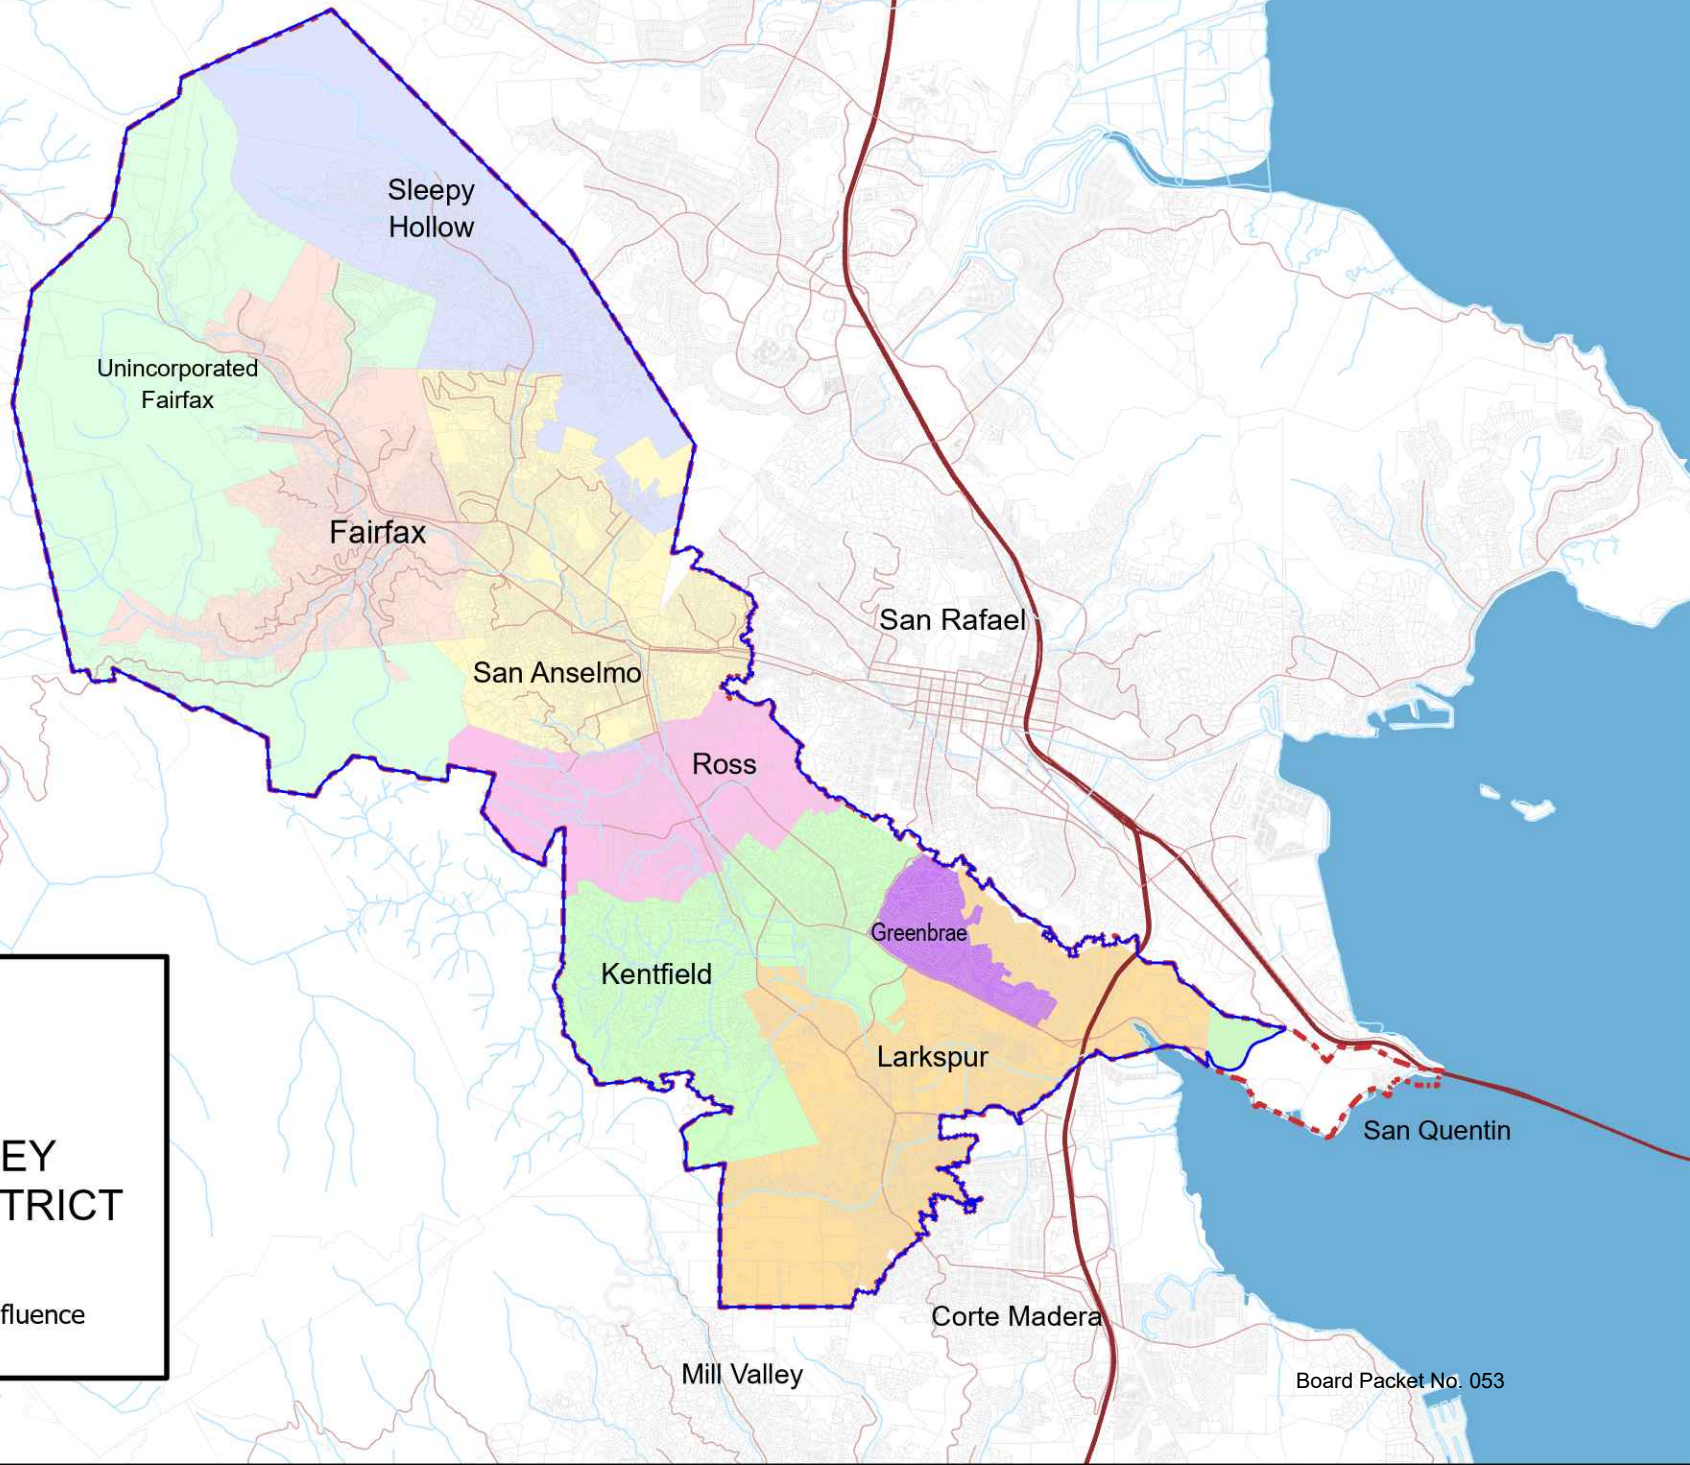 Sleepy
Hollow
Unincorporated
Fairfax
Fairfax
San Rafael
San Anselmo
Ross
Greenbrae
Kentfield
Larkspur
San Quentin
EY
TRICT
fluence
Corte Madera
Mill Valley
Board Packet No. 053